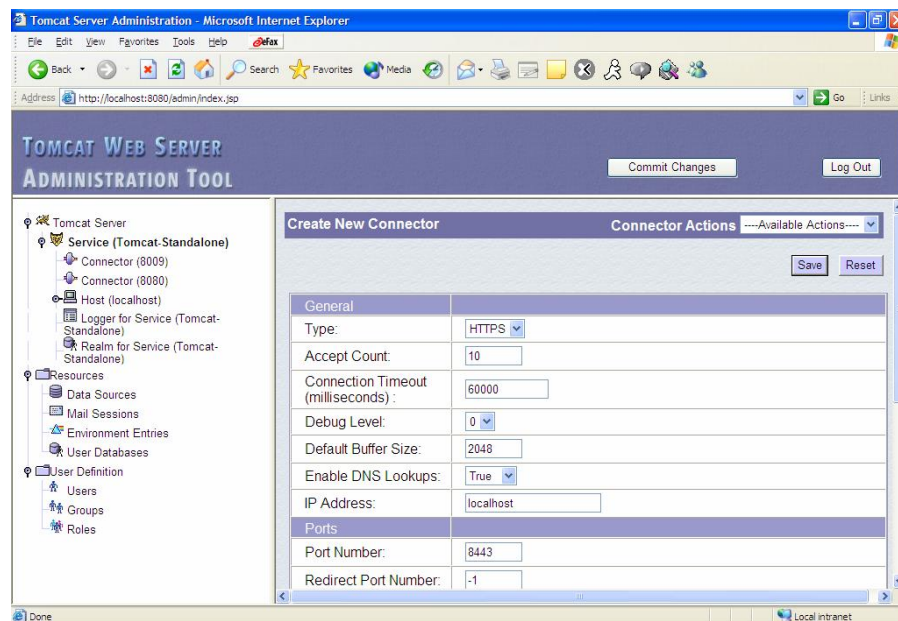 Tomcat Server Administration - Microsoft Internet Explorer
File Edit View Favorites Tools Help eFax
Back Search Favorites Media
Address http://localhost:8080/admin/index.jsp Go Links
TOMCAT WEB SERVER
ADMINISTRATION TOOL
Commit Changes Log Out
Tomcat Server
Service (Tomcat-Standalone)
Connector (8009)
Connector (8080)
Host (localhost)
Logger for Service (Tomcat-
Standalone)
Realm for Service (Tomcat-
Standalone)
Resources
Data Sources
Mail Sessions
Environment Entries
User Databases
User Definition
Users
Groups
Roles
Create New Connector Connector Actions ----Available Actions----
Save Reset
General
Type: HTTPS
Accept Count: 10
Connection Timeout
(milliseconds) : 60000
Debug Level: 0
Default Buffer Size: 2048
Enable DNS Lookups: True
IP Address: localhost
Ports
Port Number: 8443
Redirect Port Number: -1
Done Local intranet